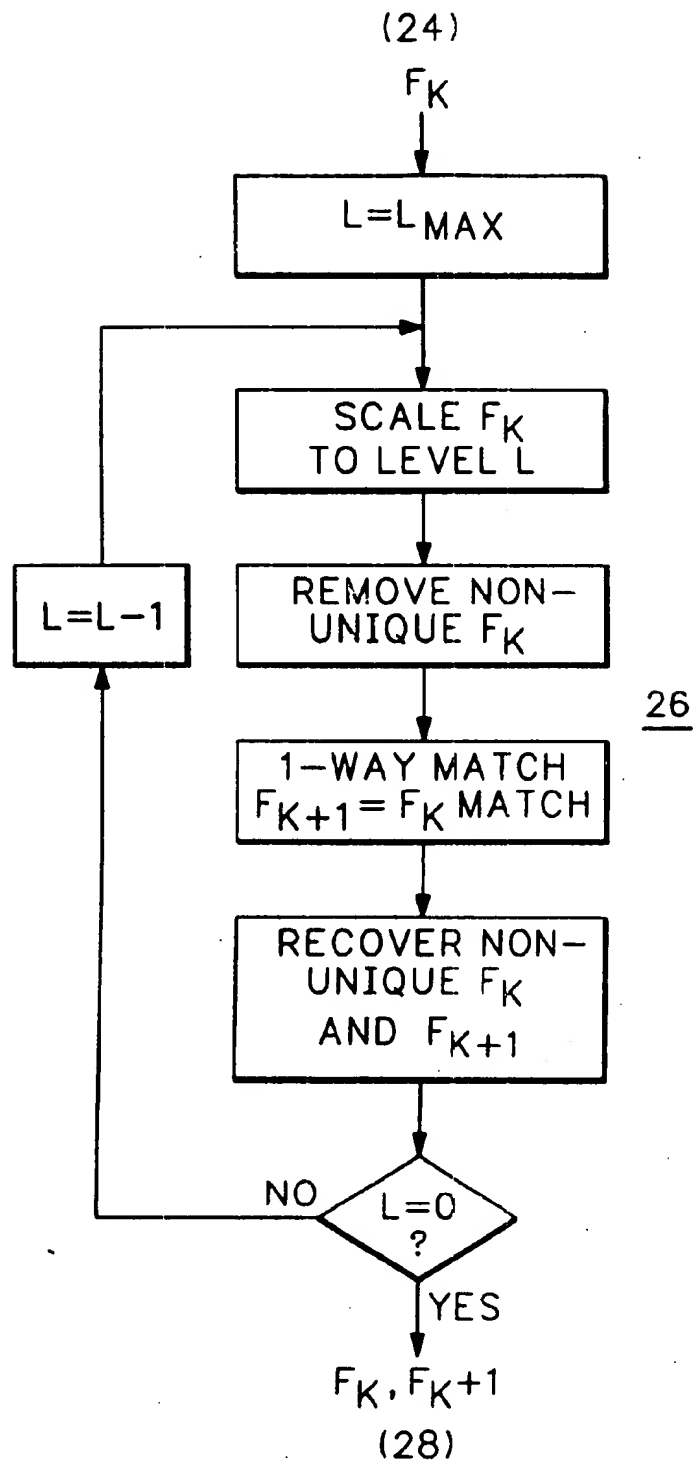 (24)
F_K
L=L_MAX
SCALE F_K
TO LEVEL L
L=L-1
REMOVE NON-
UNIQUE F_K
26
1-WAY MATCH
F_K+1=F_K MATCH
RECOVER NON-
UNIQUE F_K
AND F_K+1
NO
L=0
?
YES
F_K, F_K+1
(28)